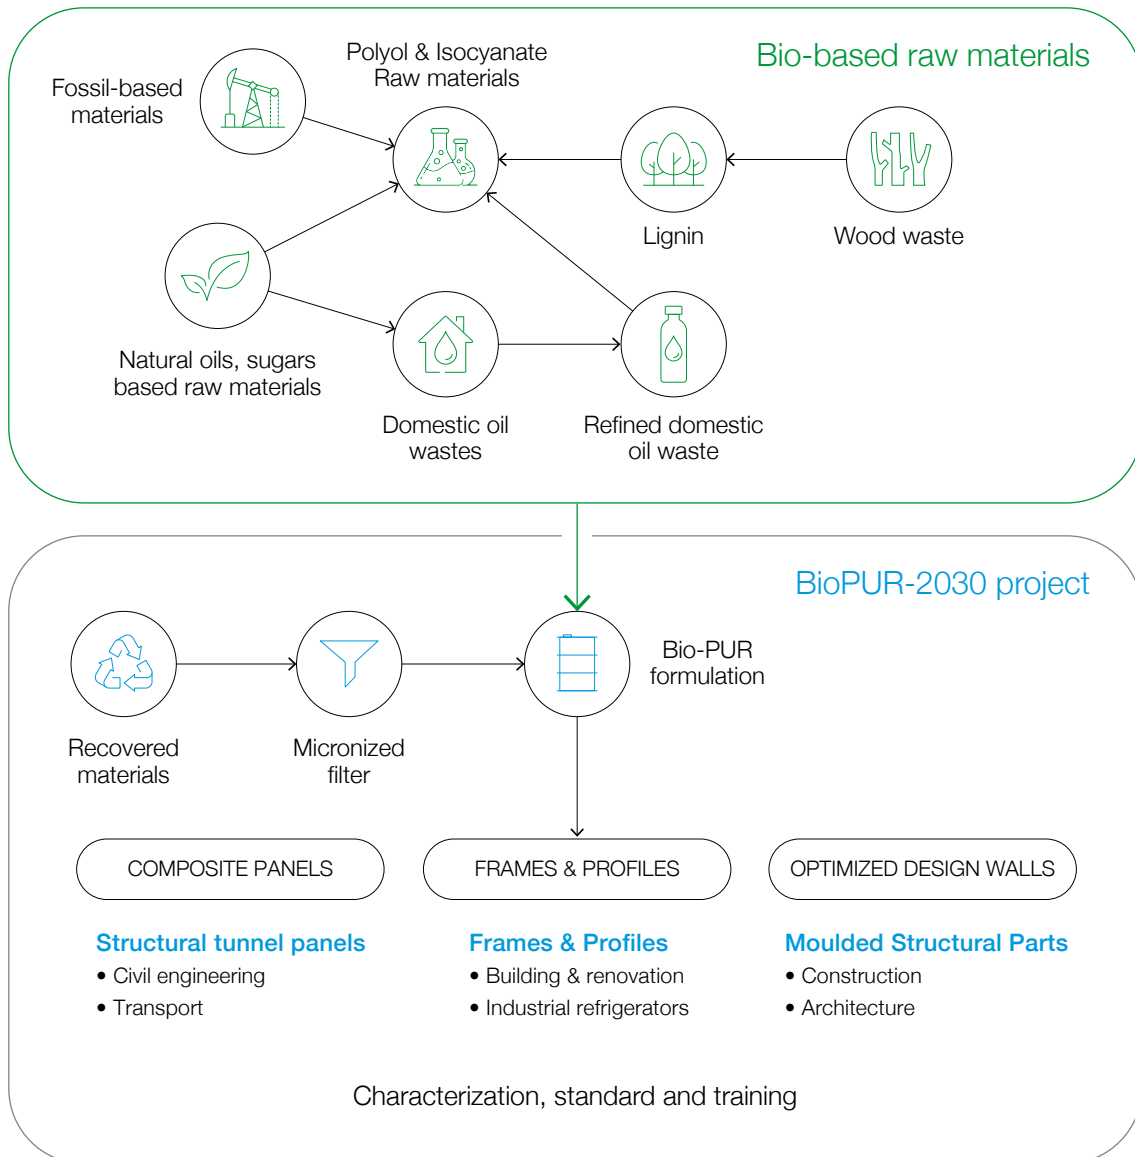 Bio-based raw materials
Polyol & Isocyanate
Raw materials
Fossil-based
materials
Lignin
Wood waste
Natural oils, sugars
based raw materials
Domestic oil
wastes
Refined domestic
oil waste
BioPUR-2030 project
Bio-PUR
formulation
Recovered
materials
Micronized
filter
COMPOSITE PANELS
FRAMES & PROFILES
OPTIMIZED DESIGN WALLS
Structural tunnel panels
• Civil engineering
• Transport
Frames & Profiles
• Building & renovation
• Industrial refrigerators
Moulded Structural Parts
• Construction
• Architecture
Characterization, standard and training